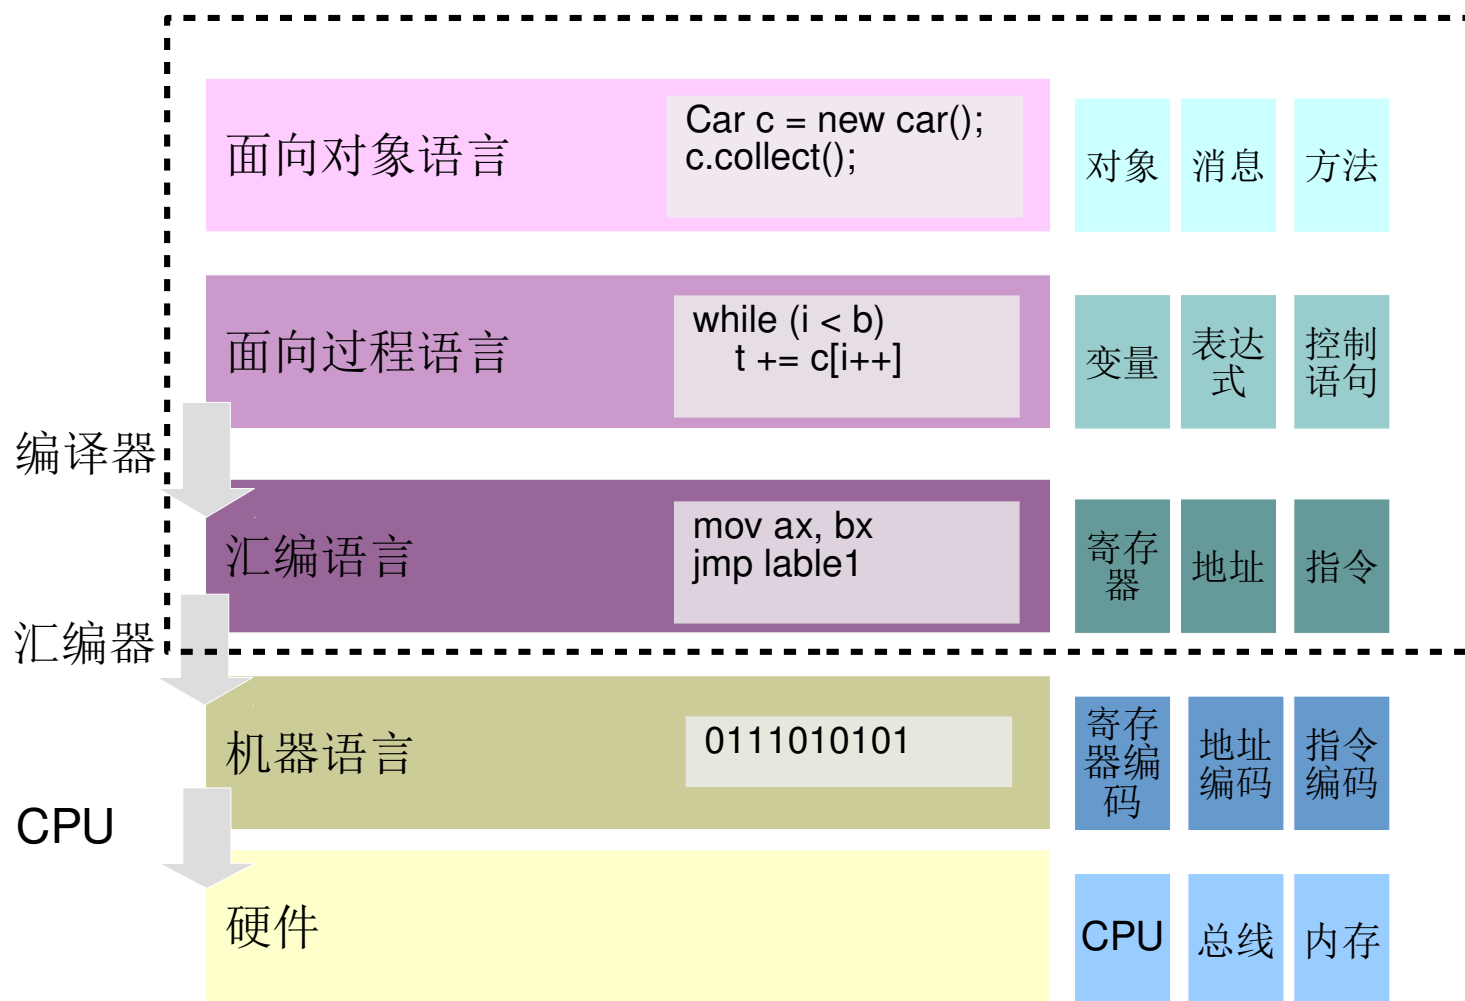 面向对象语言
Car c = new car();
c.collect();
对象
消息
方法
面向过程语言
while (i < b)
t += c[i++]
变量
表达
式
控制
语句
编译器
汇编语言
mov ax, bx
jmp lable1
寄存
器
地址
指令
汇编器
机器语言
0111010101
寄存
器编
码
地址
编码
指令
编码
CPU
硬件
CPU
总线
内存